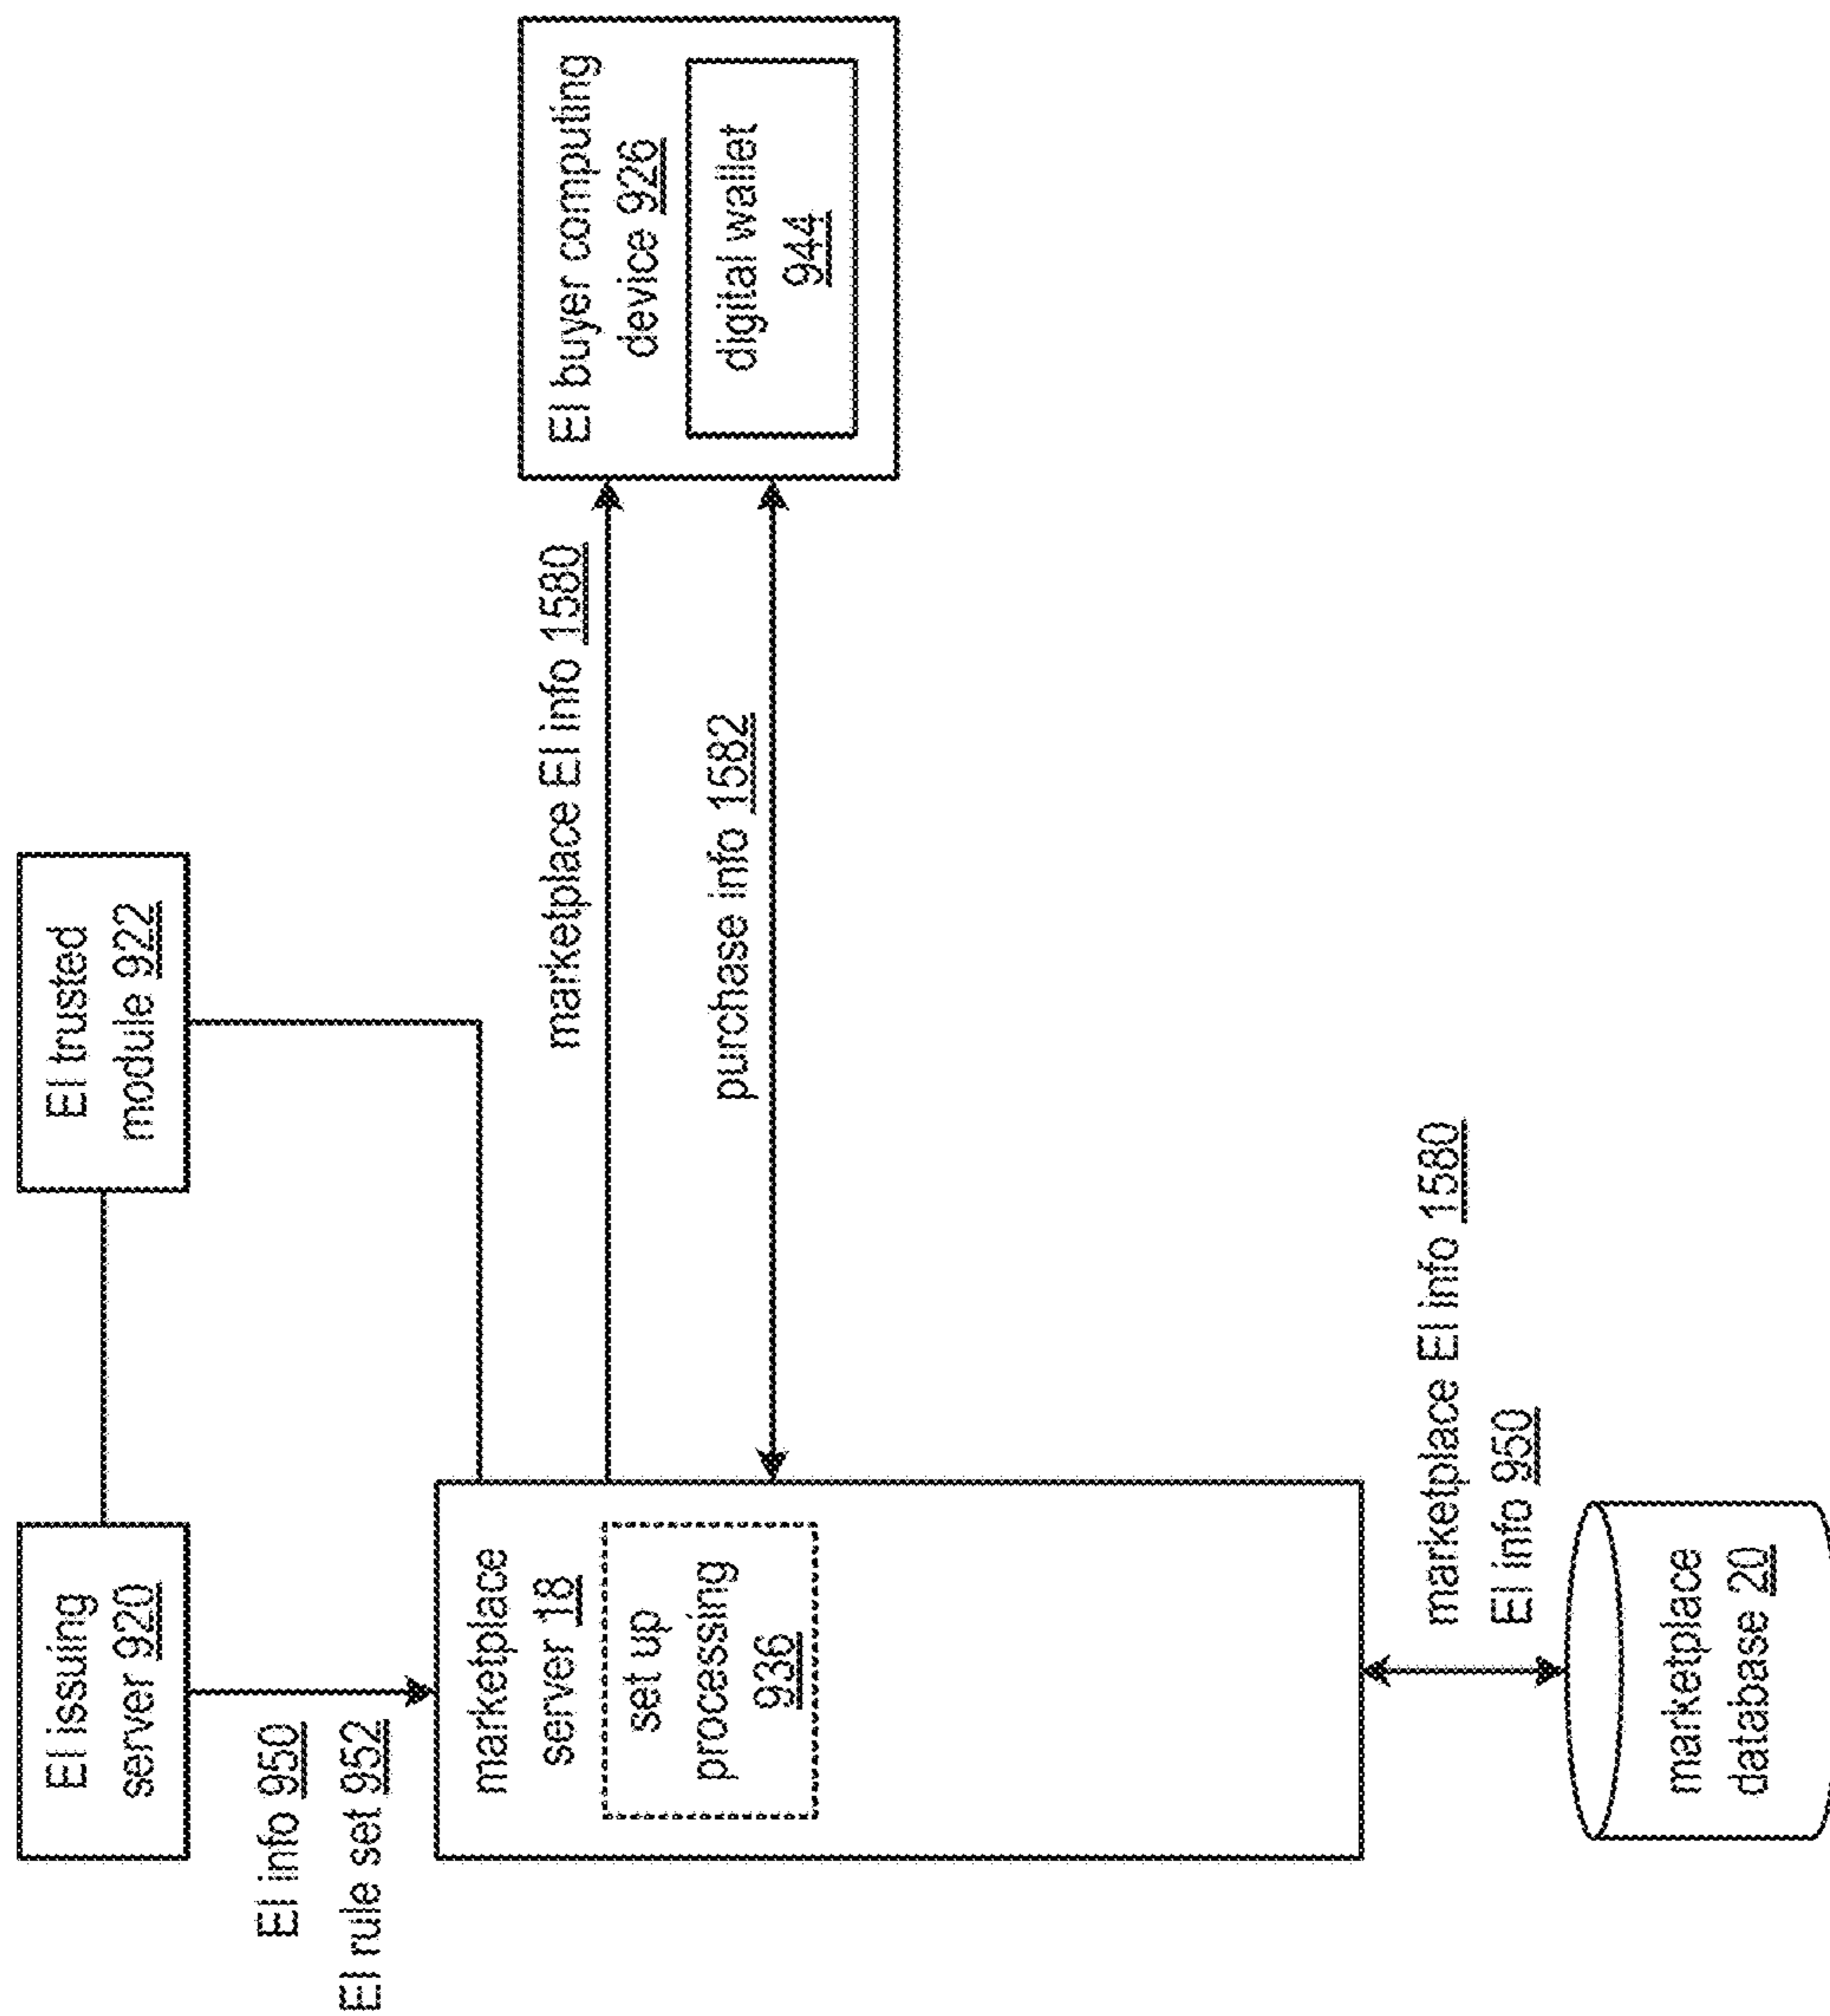 EI issuing
server 920
EI trusted
module 922
EI info 950
EI rule set 952
marketplace
server 18
set up
processing
936
marketplace EI info 1580
purchase info 1582
EI buyer computing
device 926
digital wallet
944
marketplace EI info 1580
EI info 950
marketplace
database 20